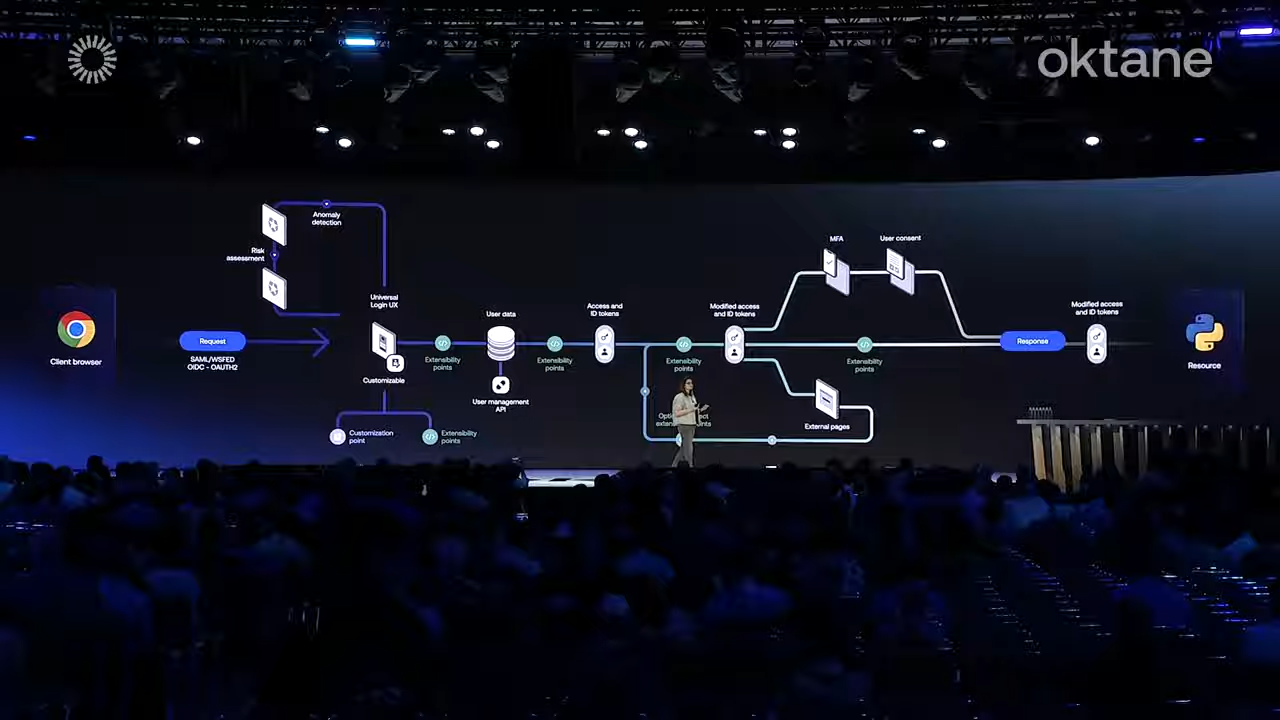 oktane
Anomaly
detection
Risk
assessment
MFA
User consent
Universal
Login UX
User data
Access and
ID tokens
Modified access
and ID tokens
Modified access
and ID tokens
Client browser
Request
SAML/WSFED
OIDC - OAUTH2
Customizable
Extensibility
points
Extensibility
points
Extensibility
points
Extensibility
points
Response
Resource
User management
API
Customization
point
Extensibility
points
External pages